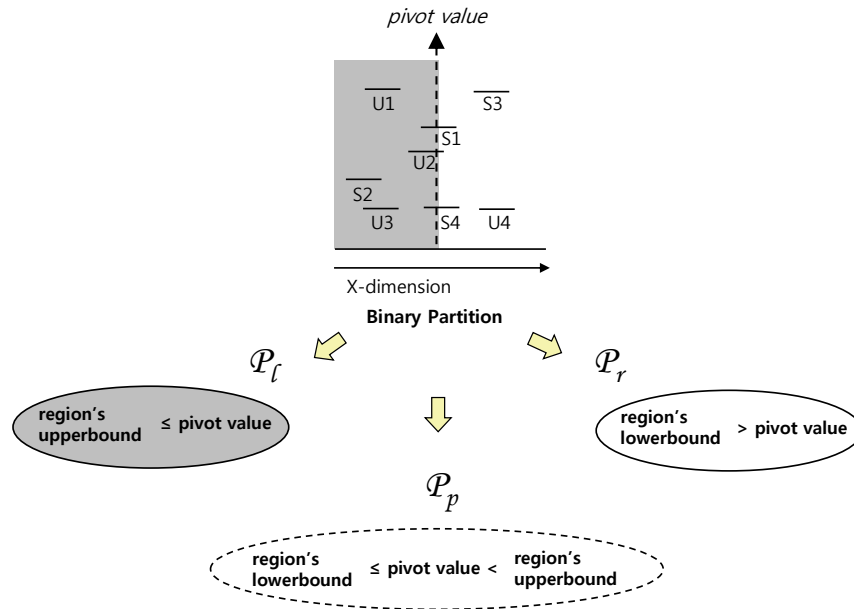 pivot value
U1
S3
S1
U2
S2
U3
S4
U4
X-dimension
Binary Partition
𝒫l
𝒫r
region's
upperbound ≤ pivot value
region's
lowerbound > pivot value
𝒫p
region's
lowerbound ≤ pivot value < region's
upperbound